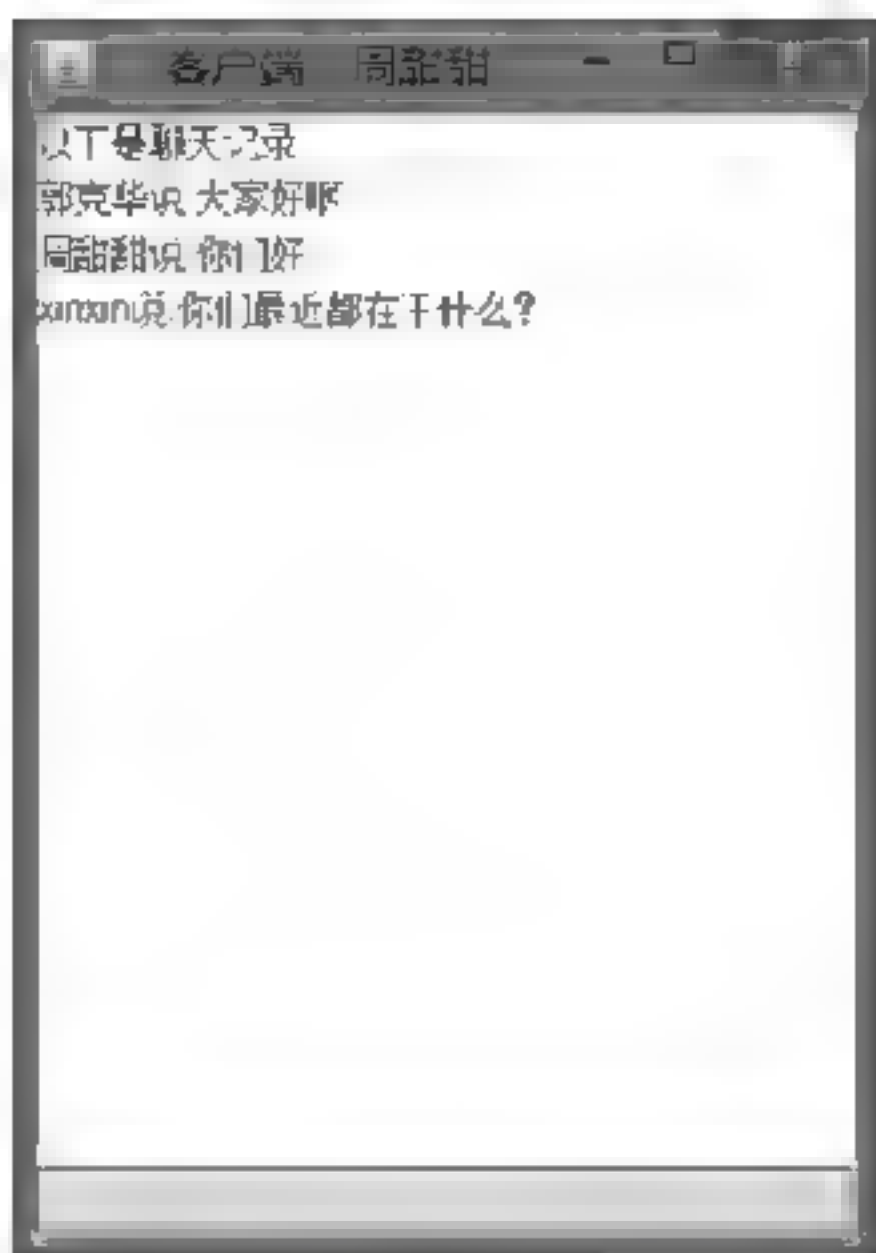 客户端 周甜甜
以下是聊天记录
郭克华说 大家好啊
周甜甜说 你们好
说 你们最近都在干什么?